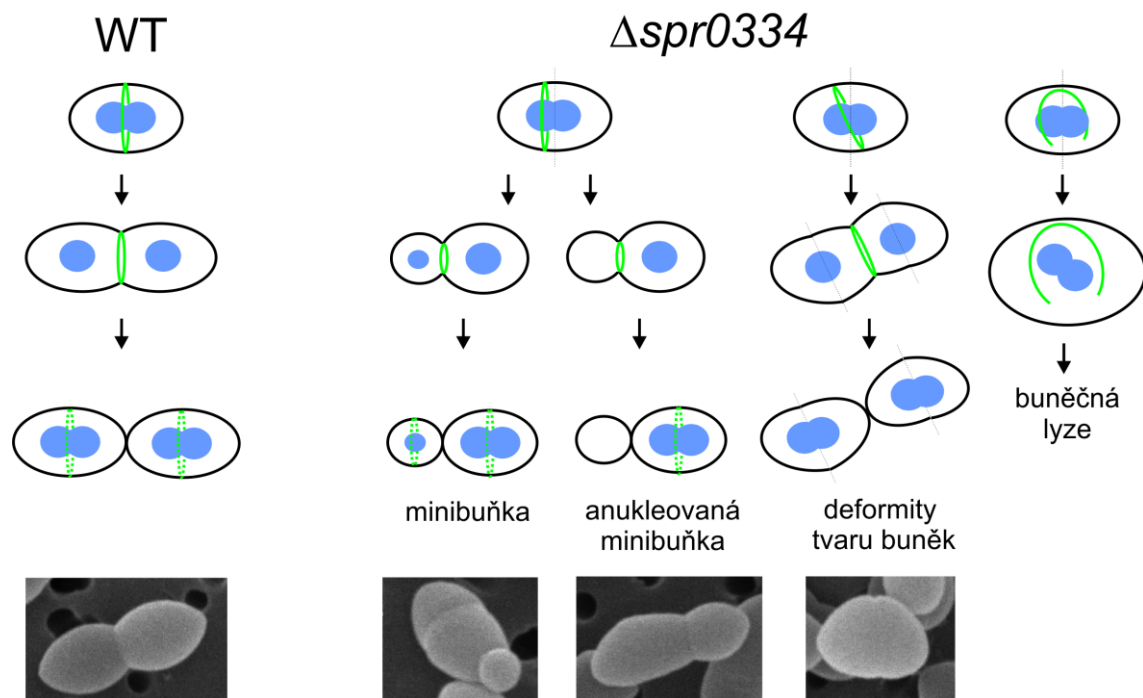 WT
Δspr0334
buněčná
lyze
minibuňka
anukleovaná
minibuňka
deformity
tvaru buněk